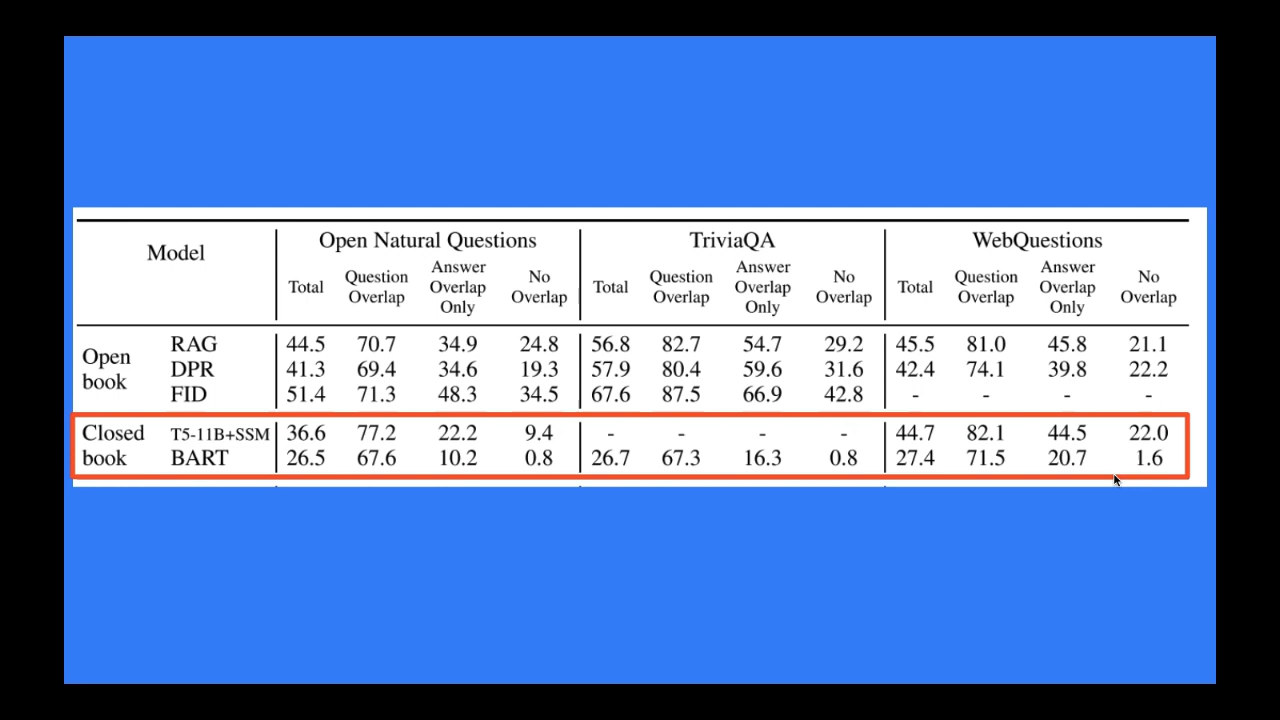 Model Open Natural Questions TriviaQA WebQuestions
Total Question Overlap Answer Overlap Only No Overlap Total Question Overlap Answer Overlap Only No Overlap Total Question Overlap Answer Overlap Only No Overlap
Open book
RAG 44.5 70.7 34.9 24.8 56.8 82.7 54.7 29.2 45.5 81.0 45.8 21.1
DPR 41.3 69.4 34.6 19.3 57.9 80.4 59.6 31.6 42.4 74.1 39.8 22.2
FID 51.4 71.3 48.3 34.5 67.6 87.5 66.9 42.8 - - - -
Closed book
T5-11B+SSM 36.6 77.2 22.2 9.4 - - - - 44.7 82.1 44.5 22.0
BART 26.5 67.6 10.2 0.8 26.7 67.3 16.3 0.8 27.4 71.5 20.7 1.6